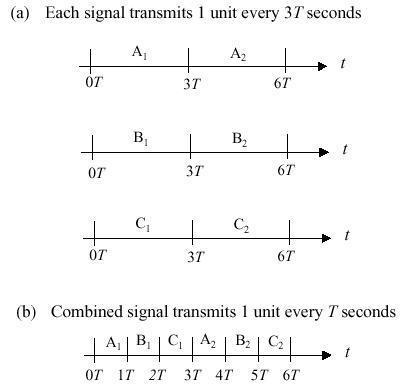 (a) Each signal transmits 1 unit every 3T seconds
A₁ A₂ t
0T 3T 6T
B₁ B₂ t
0T 3T 6T
C₁ C₂ t
0T 3T 6T
(b) Combined signal transmits 1 unit every T seconds
A₁ B₁ C₁ A₂ B₂ C₂ t
0T 1T 2T 3T 4T 5T 6T